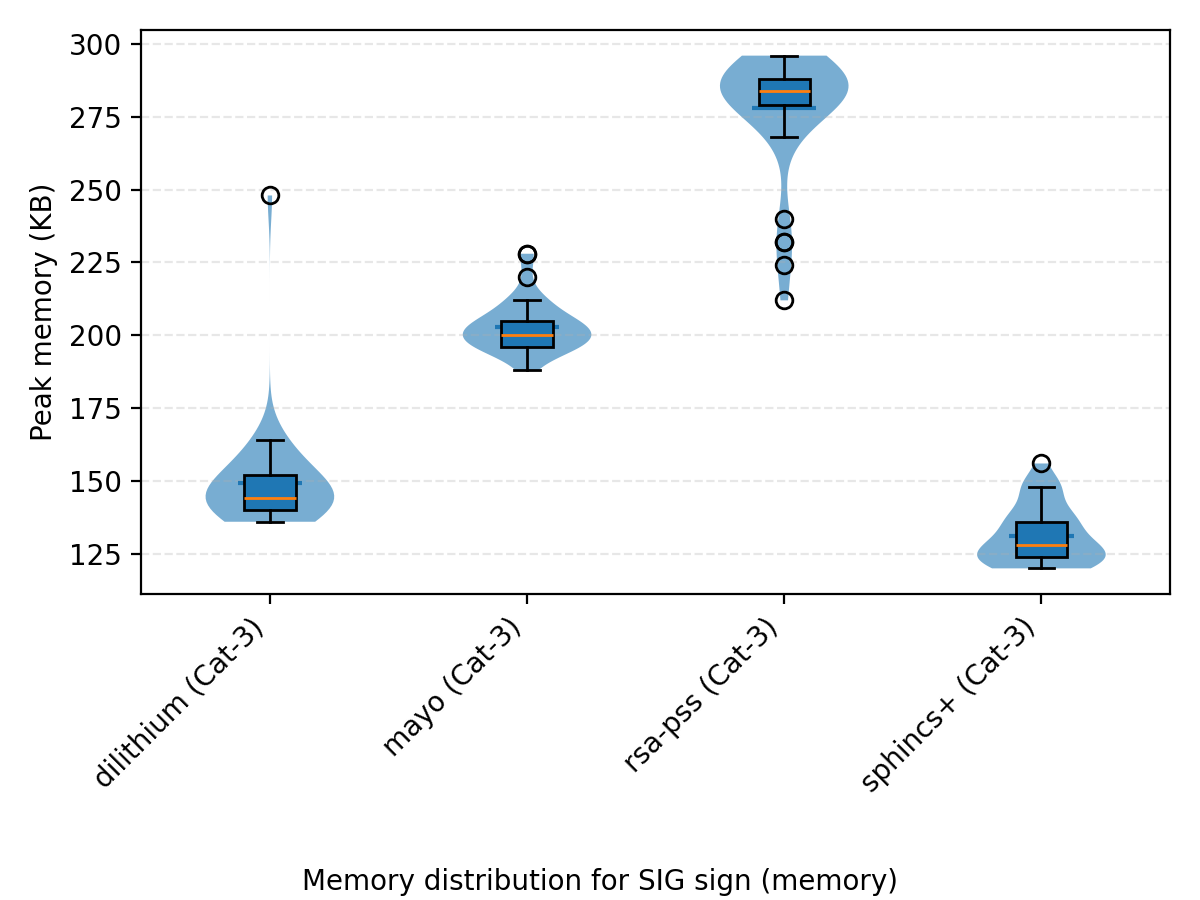 300
275
250
225
200
175
150
125
Peak memory (KB)
dilithium (Cat-3)
mayo (Cat-3)
rsa-pss (Cat-3)
sphincs+ (Cat-3)
Memory distribution for SIG sign (memory)